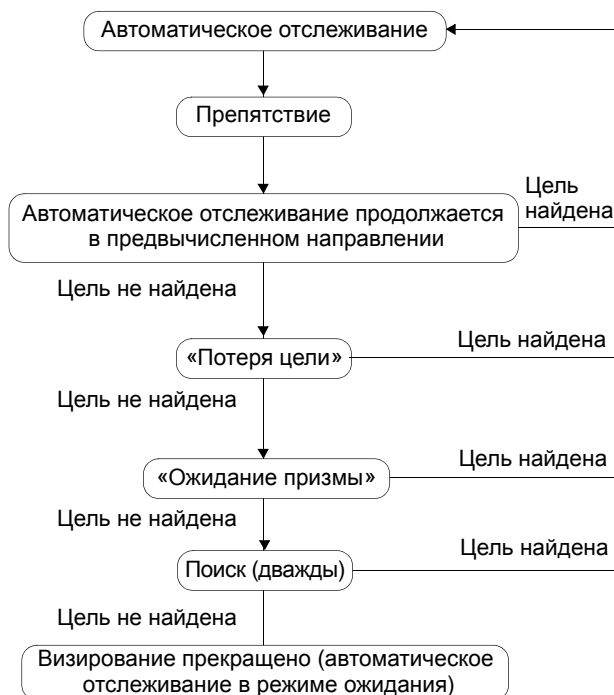 Автоматическое отслеживание
Препятствие
Цель
найдена
Автоматическое отслеживание продолжается
в предвычисленном направлении
Цель не найдена
«Потеря цели»
Цель найдена
Цель не найдена
«Ожидание призмы»
Цель найдена
Цель не найдена
Поиск (дважды)
Цель найдена
Цель не найдена
Визирование прекращено (автоматическое
отслеживание в режиме ожидания)